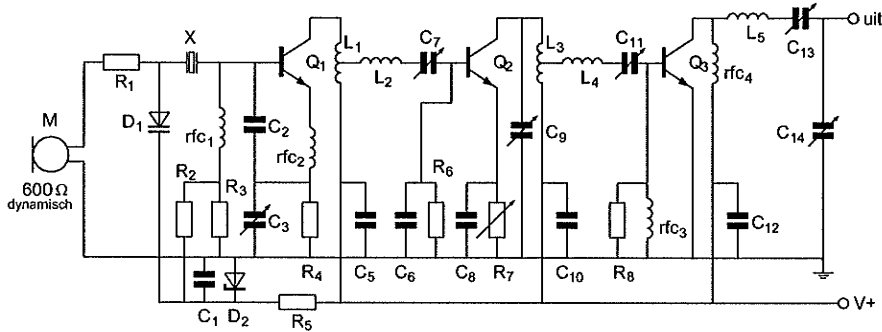 X
R1
D1
M
600Ω
dynamisch
rfc1
R2
R3
C1
D2
C2
C3
Q1
rfc2
R4
R5
L1
C5
L2
C7
C6
R6
C8
R7
Q2
C9
L3
C10
L4
C11
R8
rfc3
Q3
rfc4
C12
L5
C13
C14
uit
V+